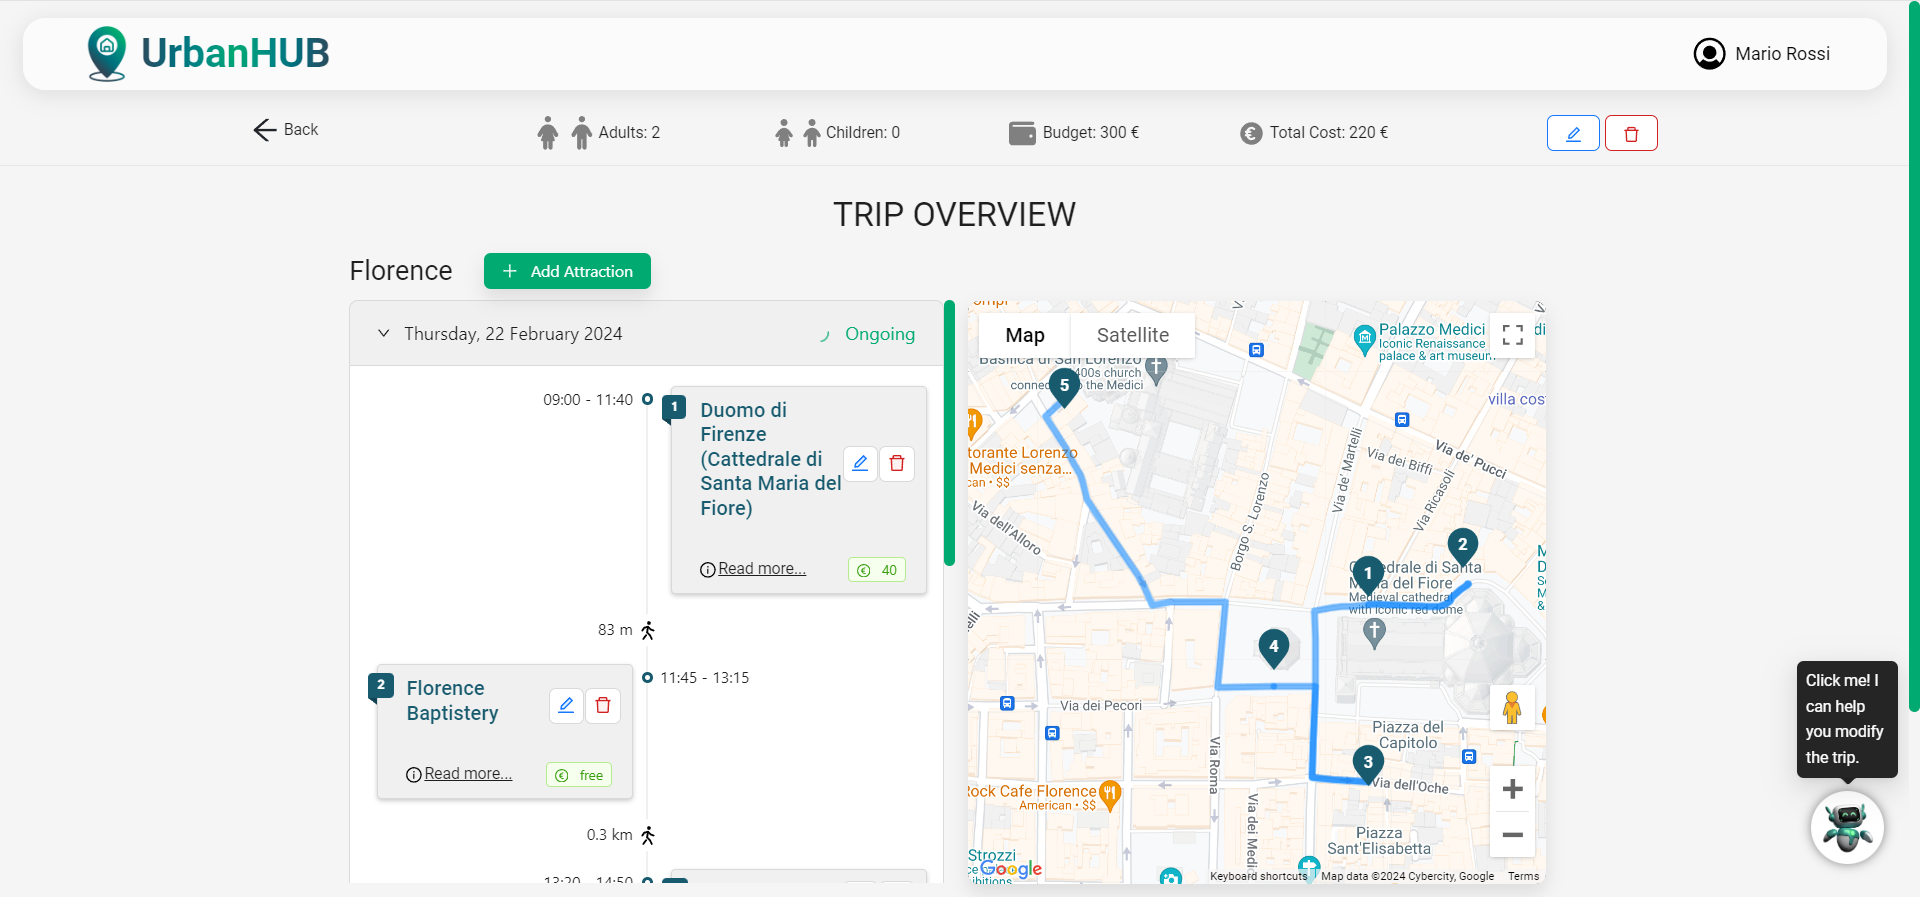 UrbanHUB
Mario Rossi
Back
Adults: 2
Children: 0
Budget: 300 €
Total Cost: 220 €
TRIP OVERVIEW
Florence
+ Add Attraction
Thursday, 22 February 2024
Ongoing
09:00 - 11:40
1
Duomo di
Firenze
(Cattedrale di
Santa Maria del
Fiore)
Read more...
€ 40
83 m
2
Florence
Baptistery
11:45 - 13:15
Read more...
€ free
0.3 km
13:20 - 14:50
Map
Satellite
Palazzo Medici
Iconic Renaissance
palace & art museum
Basilica di San Lorenzo
400s church
connec to the Medici
5
villa cos
torante Lorenzo
Medici senza...
can • $$
Via dell'Alloro
Borgo S. Lorenzo
Via de' Martelli
Via dei Biffi
Via de' Pucci
Via Ricasoli
2
1
Ca edrale di Santa
Ma a del Fiore
Medieval cathedral
with iconic red dome
4
Via dei Pecori
Via Roma
Via dei Medic
Piazza del
Capitolo
3
Via dell'Oche
Rock Cafe Florence
American • $$
Piazza
Sant'Elisabetta
Strozzi
Google
Keyboard shortcuts
Map data ©2024 Cybercity, Google
Terms
Click me! I
can help
you modify
the trip.